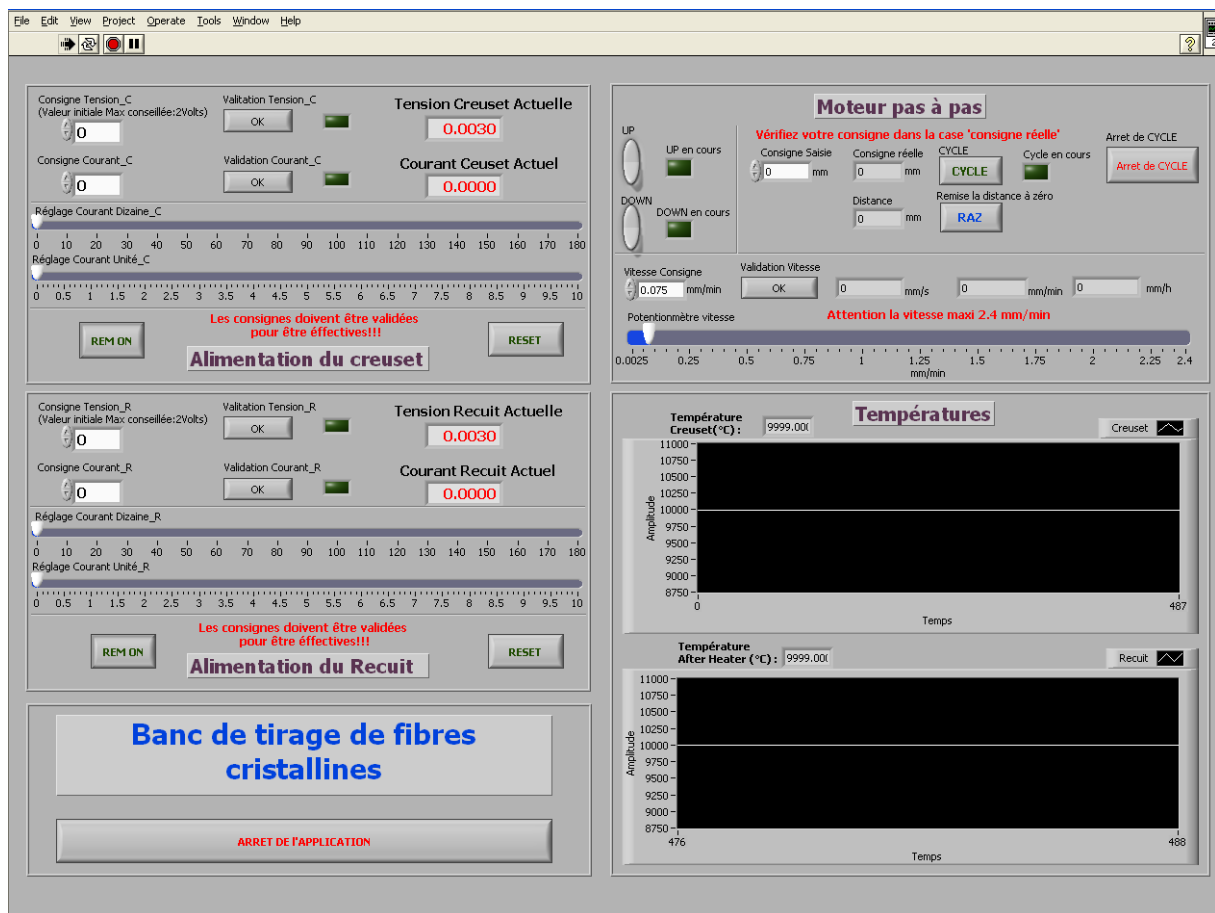 File Edit View Project Operate Tools Window Help
?
2
Consigne Tension_C
(Valeur initiale Max conseillée:2Volts)
0
Valitation Tension_C
OK
Tension Creuset Actuelle
0.0030
Consigne Courant_C
0
Validation Courant_C
OK
Courant Ceuset Actuel
0.0000
Réglage Courant Dizaine_C
0 10 20 30 40 50 60 70 80 90 100 110 120 130 140 150 160 170 180
Réglage Courant Unité_C
0 0.5 1 1.5 2 2.5 3 3.5 4 4.5 5 5.5 6 6.5 7 7.5 8 8.5 9 9.5 10
REM ON
Les consignes doivent être validées
pour être éffectives!!!
RESET
Alimentation du creuset
Consigne Tension_R
(Valeur initiale Max conseillée:2Volts)
0
Valitation Tension_R
OK
Tension Recuit Actuelle
0.0030
Consigne Courant_R
0
Validation Courant_R
OK
Courant Recuit Actuel
0.0000
Réglage Courant Dizaine_R
0 10 20 30 40 50 60 70 80 90 100 110 120 130 140 150 160 170 180
Réglage Courant Unité_R
0 0.5 1 1.5 2 2.5 3 3.5 4 4.5 5 5.5 6 6.5 7 7.5 8 8.5 9 9.5 10
REM ON
Les consignes doivent être validées
pour être éffectives!!!
RESET
Alimentation du Recuit
Banc de tirage de fibres
cristallines
ARRET DE l'APPLICATION
Moteur pas à pas
UP
UP en cours
DOWN
DOWN en cours
Vérifiez votre consigne dans la case 'consigne réelle'
Consigne Saisie
0 mm
Consigne réelle
0 mm
CYCLE
CYCLE
Cycle en cours
Arret de CYCLE
Arret de CYCLE
Distance
0 mm
Remise la distance à zéro
RAZ
Vitesse Consigne
0.075 mm/min
Validation Vitesse
OK
0 mm/s
0 mm/min
0 mm/h
Potentionmètre vitesse
Attention la vitesse maxi 2.4 mm/min
0.0025 0.25 0.5 0.75 1 1.25 1.5 1.75 2 2.25 2.4
mm/min
Températures
Température
Creuset(°C) : 9999.00(
Creuset
11000
10750
10500
10250
10000
9750
9500
9250
9000
8750
Amplitude
0 487
Temps
Température
After Heater (°C) : 9999.00(
Recuit
11000
10750
10500
10250
10000
9750
9500
9250
9000
8750
Amplitude
476 488
Temps